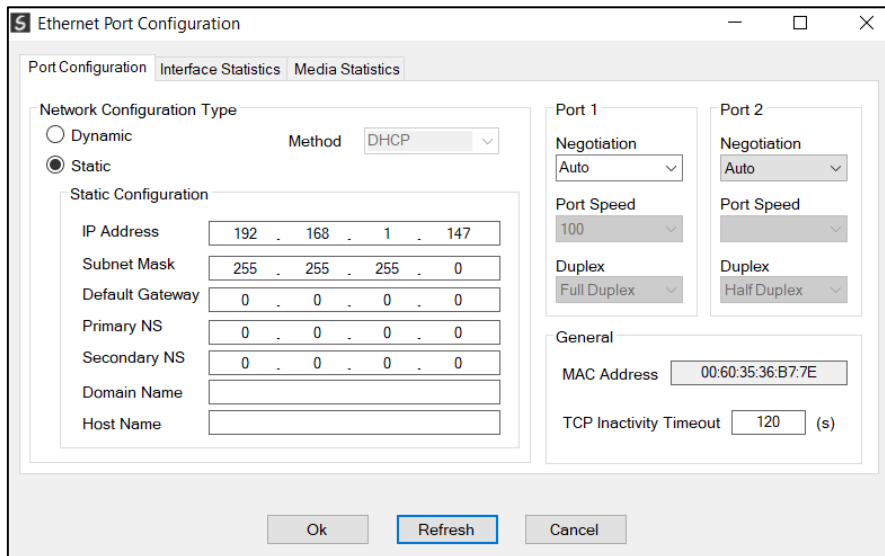 S Ethernet Port Configuration
Port Configuration Interface Statistics Media Statistics
Network Configuration Type
Dynamic
Method DHCP
Static
Static Configuration
IP Address 192 . 168 . 1 . 147
Subnet Mask 255 . 255 . 255 . 0
Default Gateway 0 . 0 . 0 . 0
Primary NS 0 . 0 . 0 . 0
Secondary NS 0 . 0 . 0 . 0
Domain Name
Host Name
Port 1
Negotiation
Auto
Port Speed
100
Duplex
Full Duplex
Port 2
Negotiation
Auto
Port Speed
Duplex
Half Duplex
General
MAC Address 00:60:35:36:B7:7E
TCP Inactivity Timeout 120 (s)
Ok Refresh Cancel